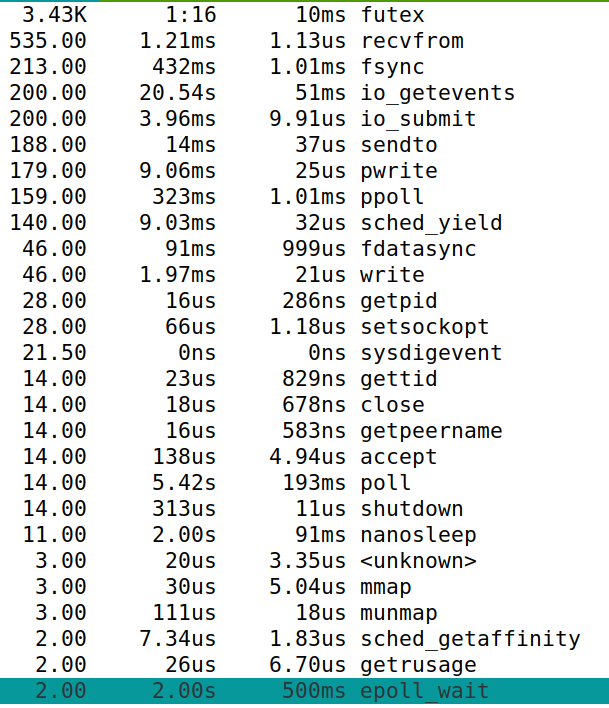 3.43K 1:16 10ms futex
535.00 1.21ms 1.13us recvfrom
213.00 432ms 1.01ms fsync
200.00 20.54s 51ms io_getevents
200.00 3.96ms 9.91us io_submit
188.00 14ms 37us sendto
179.00 9.06ms 25us pwrite
159.00 323ms 1.01ms ppoll
140.00 9.03ms 32us sched_yield
46.00 91ms 999us fdatasync
46.00 1.97ms 21us write
28.00 16us 286ns getpid
28.00 66us 1.18us setsockopt
21.50 0ns 0ns sysdigevent
14.00 23us 829ns gettid
14.00 18us 678ns close
14.00 16us 583ns getpeername
14.00 138us 4.94us accept
14.00 5.42s 193ms poll
14.00 313us 11us shutdown
11.00 2.00s 91ms nanosleep
3.00 20us 3.35us <unknown>
3.00 30us 5.04us mmap
3.00 111us 18us munmap
2.00 7.34us 1.83us sched_getaffinity
2.00 26us 6.70us getrusage
2.00 2.00s 500ms epoll_wait